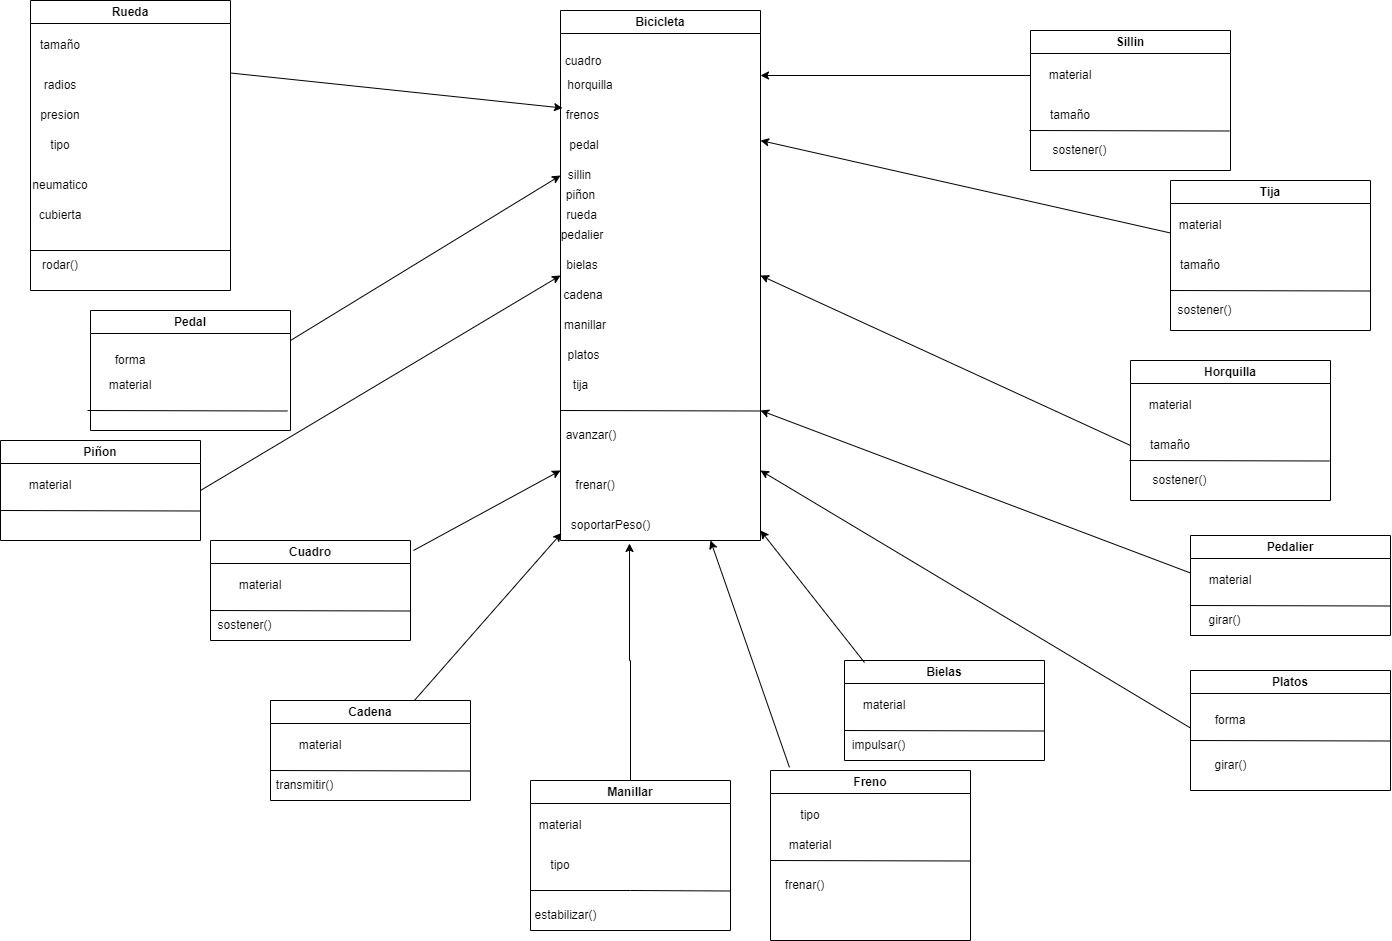 Rueda
tamaño
radios
presion
tipo
neumatico
cubierta
rodar()
Bicicleta
cuadro
horquilla
frenos
pedal
sillin
piñon
rueda
pedalier
bielas
cadena
manillar
platos
tija
avanzar()
frenar()
soportarPeso()
Sillin
material
tamaño
sostener()
Tija
material
tamaño
sostener()
Pedal
forma
material
Horquilla
material
tamaño
sostener()
Piñon
material
Cuadro
material
sostener()
Pedalier
material
girar()
Bielas
material
impulsar()
Platos
forma
girar()
Cadena
material
transmitir()
Manillar
material
tipo
estabilizar()
Freno
tipo
material
frenar()